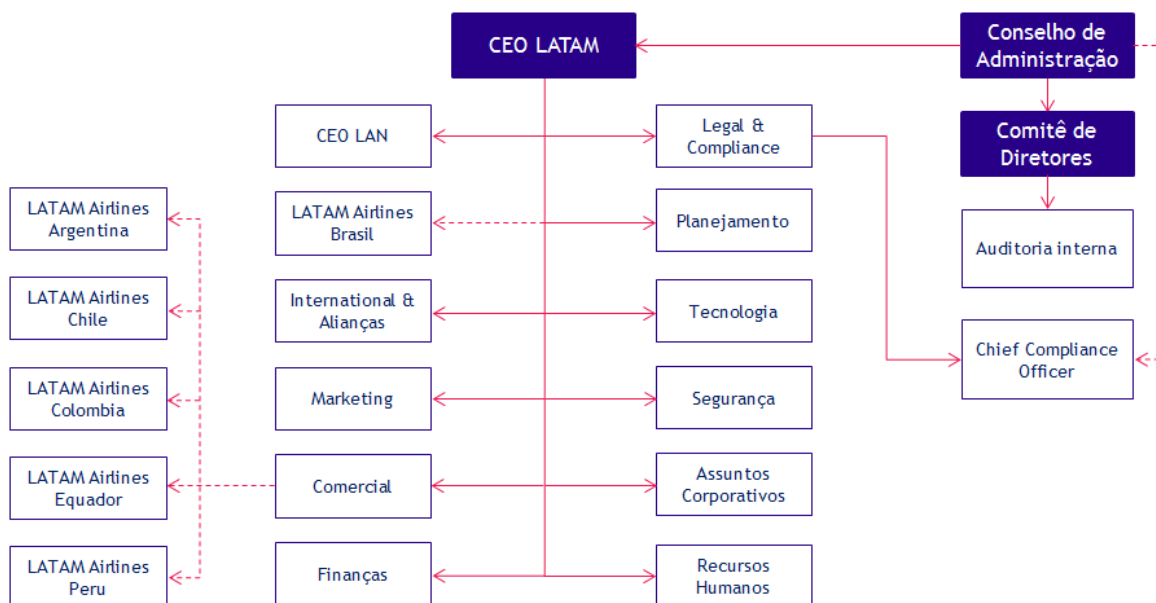 CEO LATAM
Conselho de
Administração
CEO LAN
Legal &
Compliance
Comitê de
Diretores
LATAM Airlines
Argentina
LATAM Airlines
Brasil
Planejamento
Auditoria interna
LATAM Airlines
Chile
International &
Alianças
Tecnologia
Chief Compliance
Officer
LATAM Airlines
Colombia
Marketing
Segurança
LATAM Airlines
Equador
Comercial
Assuntos
Corporativos
LATAM Airlines
Peru
Finanças
Recursos
Humanos